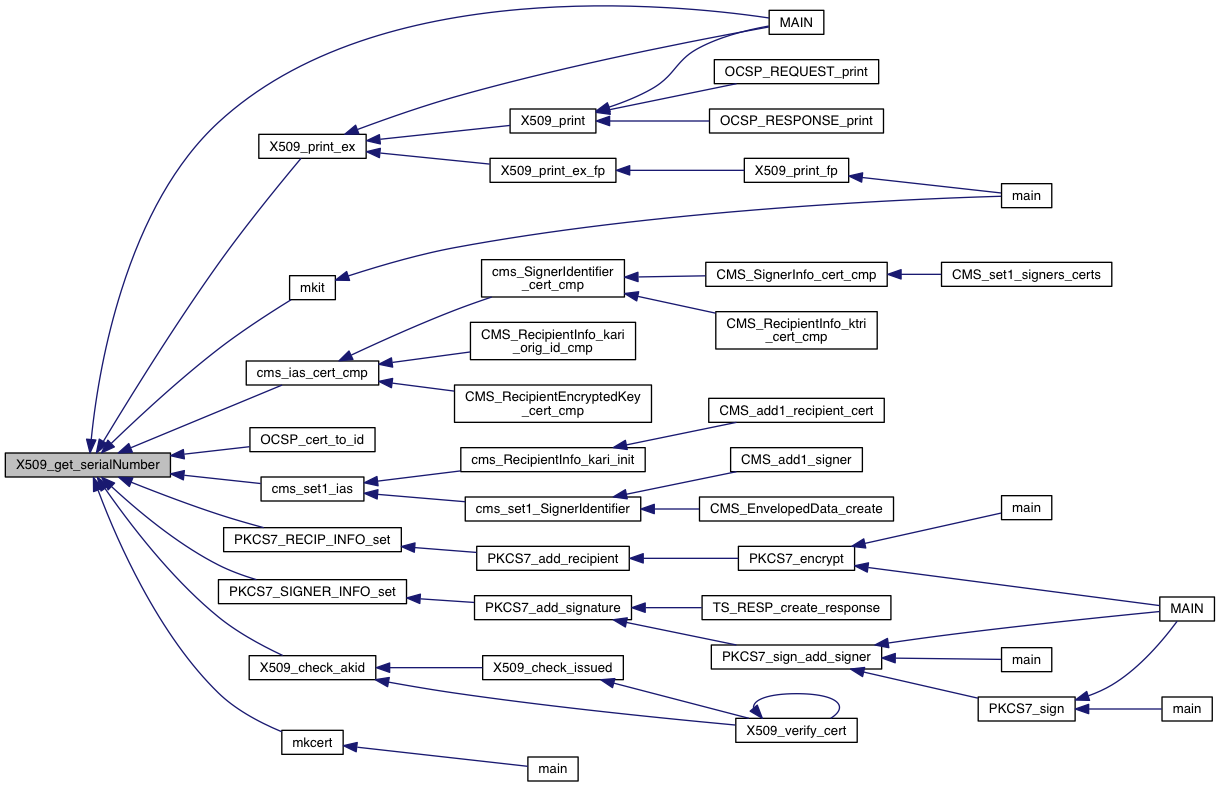 MAIN
OCSP_REQUEST_print
X509_print
OCSP_RESPONSE_print
X509_print_ex
X509_print_ex_fp
X509_print_fp
main
mkit
cms_SignerIdentifier
_cert_cmp
CMS_SignerInfo_cert_cmp
CMS_set1_signers_certs
CMS_RecipientInfo_ktri
_cert_cmp
CMS_RecipientInfo_kari
_orig_id_cmp
cms_ias_cert_cmp
CMS_RecipientEncryptedKey
_cert_cmp
CMS_add1_recipient_cert
OCSP_cert_to_id
X509_get_serialNumber
cms_RecipientInfo_kari_init
CMS_add1_signer
cms_set1_ias
cms_set1_SignerIdentifier
CMS_EnvelopedData_create
main
PKCS7_RECIP_INFO_set
PKCS7_add_recipient
PKCS7_encrypt
PKCS7_SIGNER_INFO_set
PKCS7_add_signature
TS_RESP_create_response
MAIN
PKCS7_sign_add_signer
main
X509_check_akid
X509_check_issued
PKCS7_sign
main
X509_verify_cert
mkcert
main